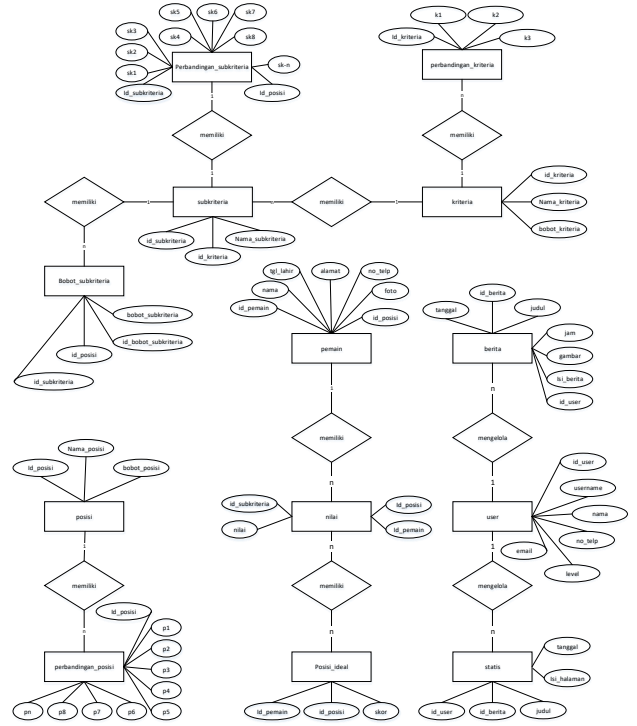 sk5
sk6
sk7
sk3
sk4
sk8
sk2
sk1
sk-n
Perbandingan_subkriteria
Id_subkriteria
Id_posisi
1
memiliki
1
k1
k2
Id_kriteria
k3
perbandingan_kriteria
n
memiliki
1
memiliki
1
subkriteria
memiliki
1
kriteria
id_kriteria
Nama_kriteria
bobot_kriteria
id_subkriteria
Nama_subkriteria
id_kriteria
n
Bobot_subkriteria
bobot_subkriteria
id_bobot_subkriteria
id_posisi
id_subkriteria
tgl_lahir
alamat
no_telp
nama
foto
id_pemain
id_posisi
pemain
1
memiliki
n
id_subkriteria
Id_posisi
nilai
nilai
Id_pemain
n
memiliki
n
Posisi_ideal
Id_pemain
id_posisi
skor
id_berita
tanggal
judul
berita
jam
gambar
Isi_berita
id_user
n
mengelola
1
user
id_user
username
nama
no_telp
email
level
1
mengelola
n
statis
tanggal
Isi_halaman
id_user
id_berita
judul
Nama_posisi
Id_posisi
bobot_posisi
posisi
1
memiliki
n
Id_posisi
perbandingan_posisi
p1
p2
p3
p4
p5
pn
p8
p7
p6